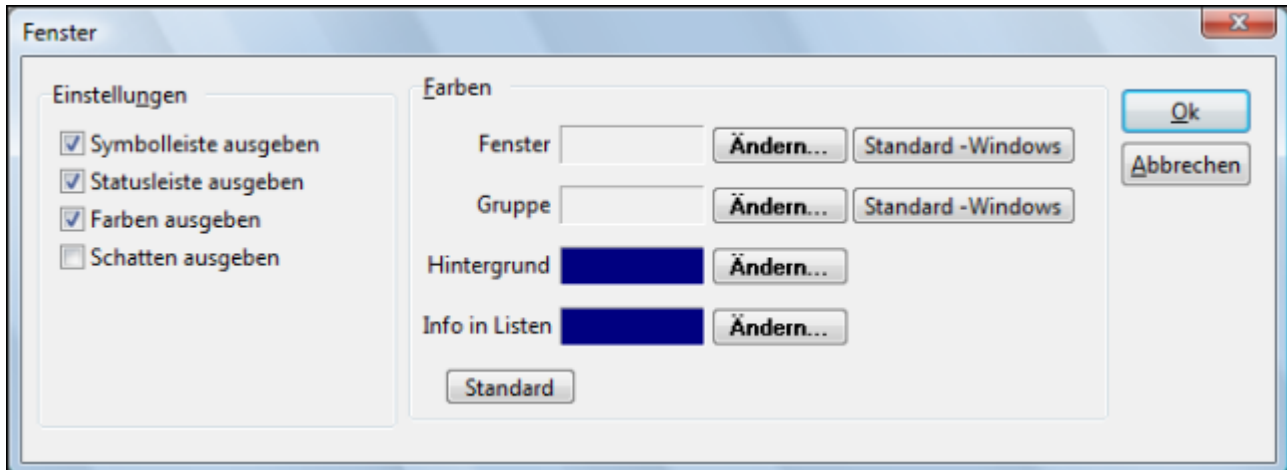 Fenster
Einstellungen
Symbolleiste ausgeben
Statusleiste ausgeben
Farben ausgeben
Schatten ausgeben
Farben
Fenster Ändern... Standard -Windows
Gruppe Ändern... Standard -Windows
Hintergrund Ändern...
Info in Listen Ändern...
Standard
Ok
Abbrechen